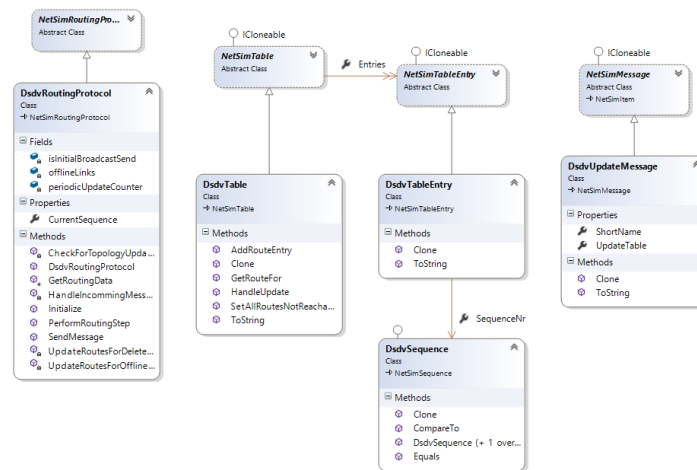 NetSimRoutingPro...
Abstract Class
DsdvRoutingProtocol
Class
NetSimRoutingProtocol
Fields
isInitialBroadcastSend
offlineLinks
periodicUpdateCounter
Properties
CurrentSequence
Methods
CheckForTopologyUpda...
DsdvRoutingProtocol
GetRoutingData
HandleIncommingMess...
Initialize
PerformRoutingStep
SendMessage
UpdateRoutesForDelete...
UpdateRoutesForOffline...
ICloneable
NetSimTable
Abstract Class
Entries
ICloneable
NetSimTableEnty
Abstract Class
DsdvTable
Class
NetSimTable
Methods
AddRouteEntry
Clone
GetRouteFor
HandleUpdate
SetAllRoutesNotReacha...
ToString
DsdvTableEntry
Class
NetSimTableEntry
Methods
Clone
ToString
SequenceNr
DsdvSequence
Class
NetSimSequence
Methods
Clone
CompareTo
DsdvSequence (+ 1 over...
Equals
ICloneable
NetSimMessage
Abstract Class
NetSimItem
DsdvUpdateMessage
Class
NetSimMessage
Properties
ShortName
UpdateTable
Methods
Clone
ToString